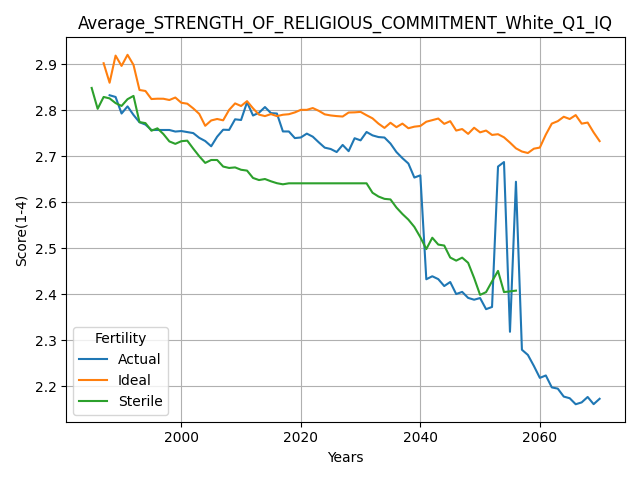 Average_STRENGTH_OF_RELIGIOUS_COMMITMENT_White_Q1_IQ
2.9
2.8
2.7
2.6
2.5
2.4
2.3
2.2
Score(1-4)
Fertility
Actual
Ideal
Sterile
2000 2020 2040 2060
Years